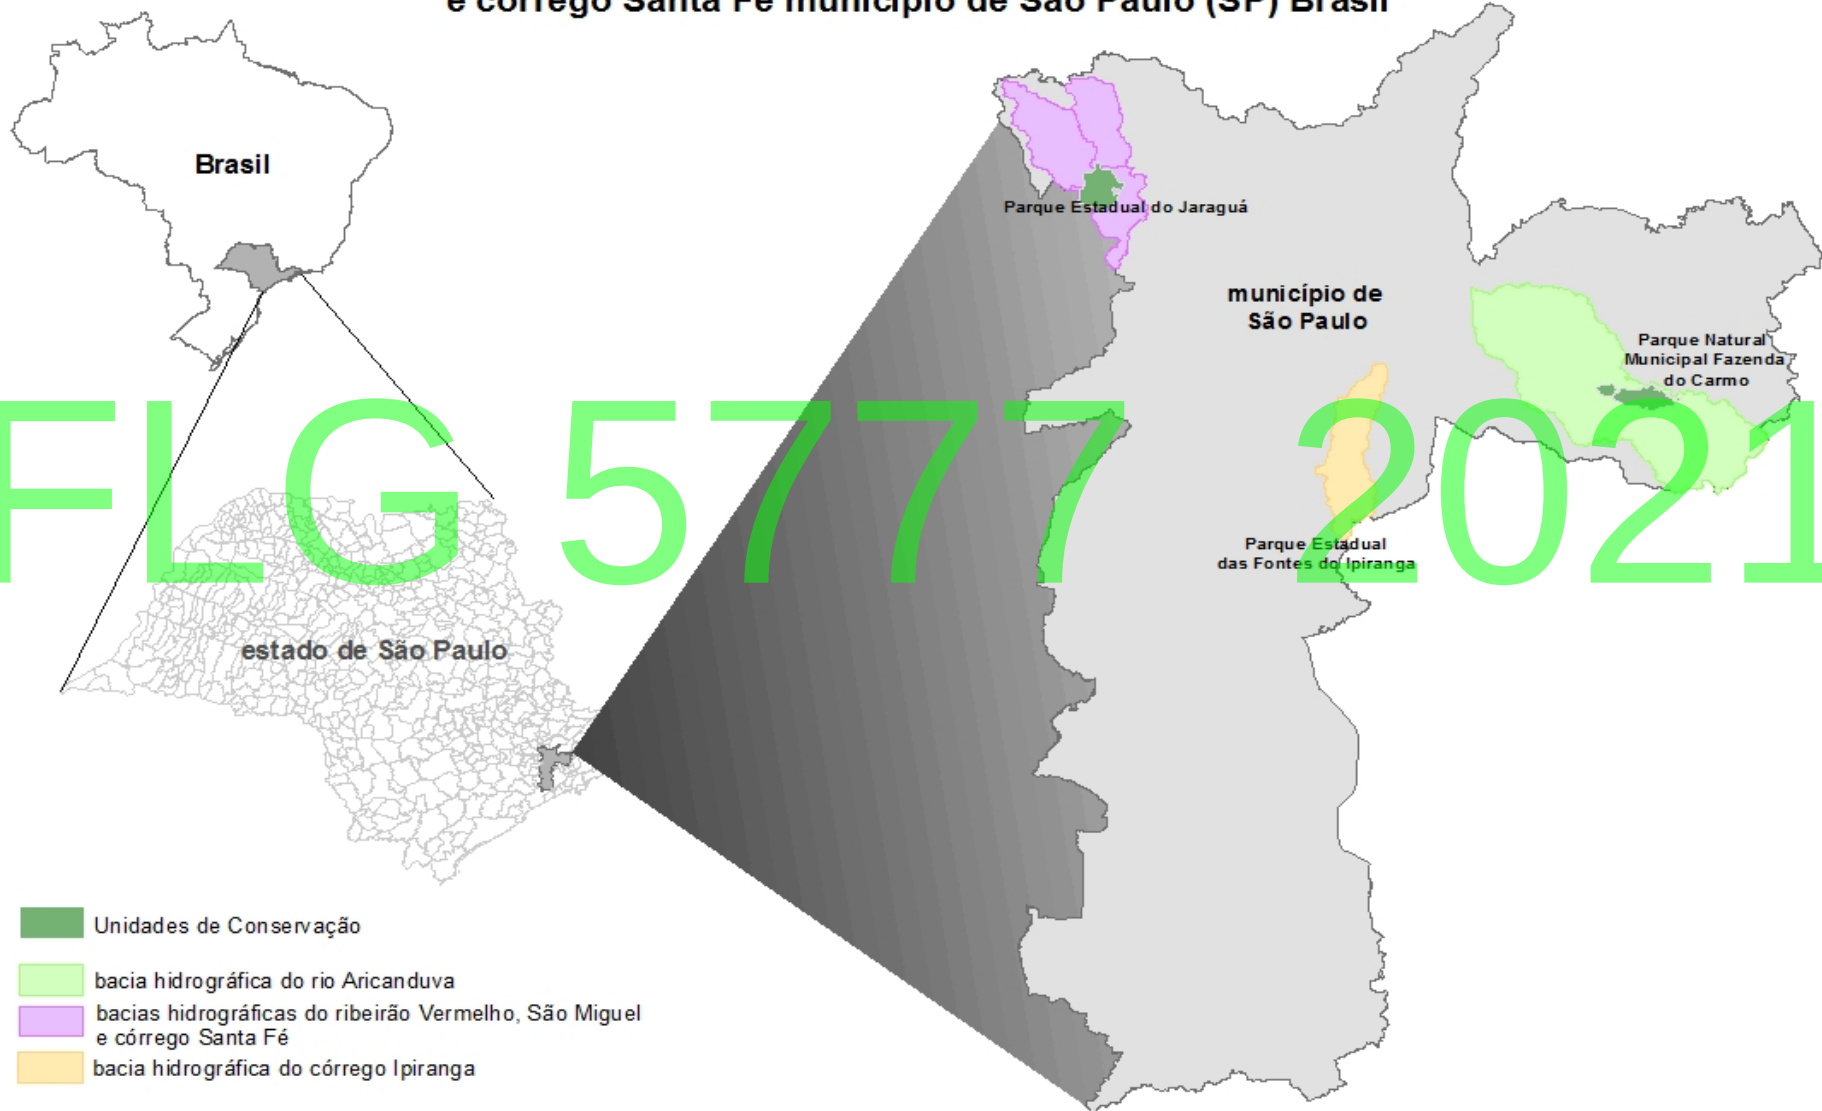 e córrego Santa Fé município de São Paulo (SP) Brasil
Brasil
Parque Estadual do Jaraguá
município de
São Paulo
Parque Natural
Municipal Fazenda
do Carmo
FLG 5777 2021
Parque Estadual
das Fontes do Ipiranga
estado de São Paulo
Unidades de Conservação
bacia hidrográfica do rio Aricanduva
bacias hidrográficas do ribeirão Vermelho, São Miguel
e córrego Santa Fé
bacia hidrográfica do córrego Ipiranga